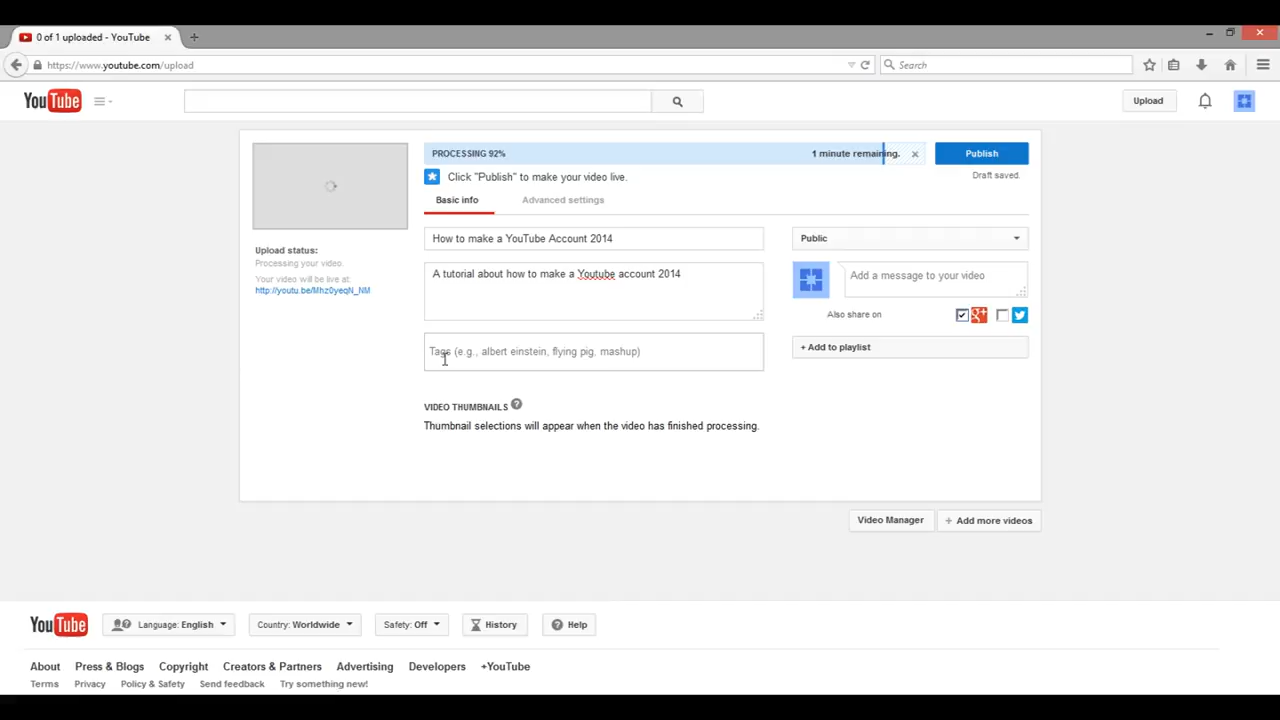 0 of 1 uploaded - YouTube
https://www.youtube.com/upload
Search
YouTube
Upload
PROCESSING 92%
1 minute remaining.
Publish
Click "Publish" to make your video live.
Draft saved.
Basic info
Advanced settings
Upload status:
Processing your video.
Your video will be live at:
http://youtu.be/Mhz0yeqN_NM
How to make a YouTube Account 2014
Public
A tutorial about how to make a Youtube account 2014
Add a message to your video
Also share on
g+
Tags (e.g., albert einstein, flying pig, mashup)
+ Add to playlist
VIDEO THUMBNAILS ?
Thumbnail selections will appear when the video has finished processing.
Video Manager
+ Add more videos
YouTube
Language: English
Country: Worldwide
Safety: Off
History
? Help
About Press & Blogs Copyright Creators & Partners Advertising Developers +YouTube
Terms Privacy Policy & Safety Send feedback Try something new!